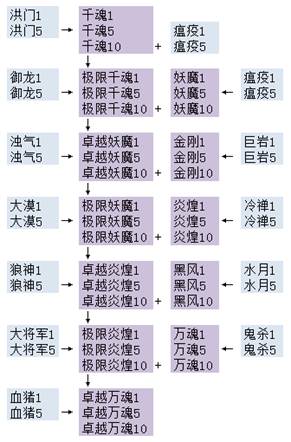 洪门1
洪门5
千魂1
千魂5
千魂10
+
瘟疫1
瘟疫5
御龙1
御龙5
极限千魂1
极限千魂5
极限千魂10
+
妖魔1
妖魔5
妖魔10
瘟疫1
瘟疫5
浊气1
浊气5
卓越妖魔1
卓越妖魔5
卓越妖魔10
+
金刚1
金刚5
金刚10
巨岩1
巨岩5
大漠1
大漠5
极限妖魔1
极限妖魔5
极限妖魔10
+
炎煌1
炎煌5
炎煌10
冷禅1
冷禅5
狼神1
狼神5
卓越炎煌1
卓越炎煌5
卓越炎煌10
+
黑风1
黑风5
黑风10
水月1
水月5
大将军1
大将军5
极限炎煌1
极限炎煌5
极限炎煌10
+
万魂1
万魂5
万魂10
鬼杀1
鬼杀5
血猪1
血猪5
卓越万魂1
卓越万魂5
卓越万魂10